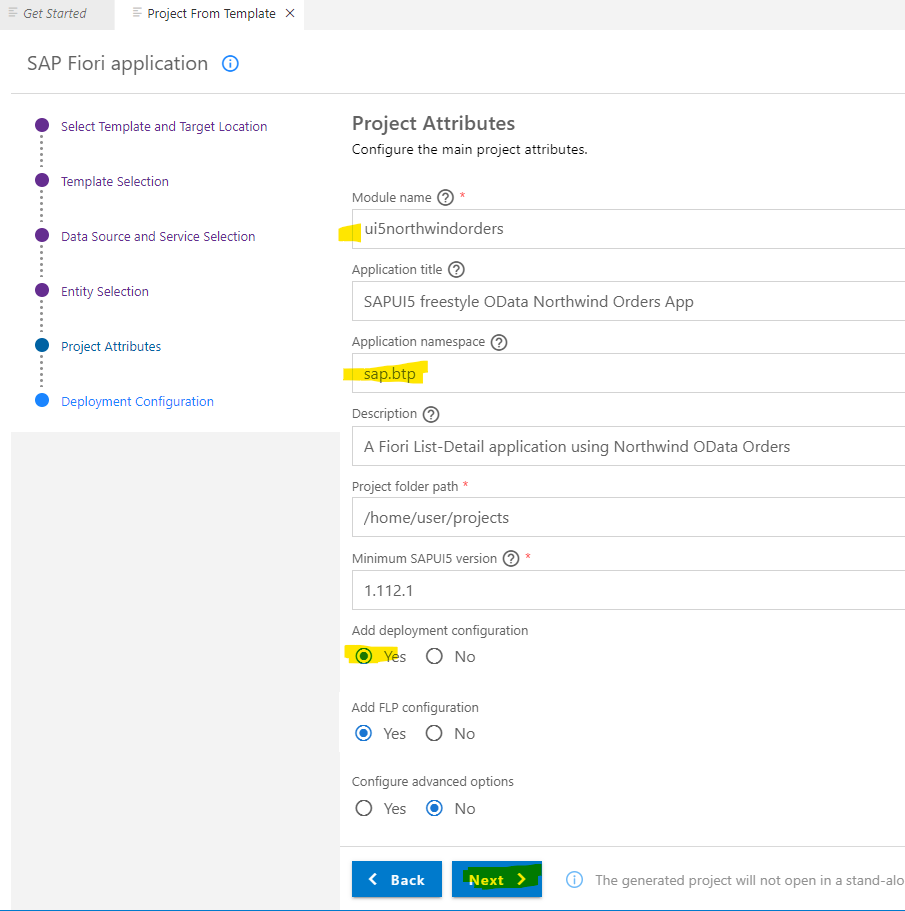 Get Started
Project From Template
SAP Fiori application
Select Template and Target Location
Template Selection
Data Source and Service Selection
Entity Selection
Project Attributes
Deployment Configuration
Project Attributes
Configure the main project attributes.
Module name ? *
ui5northwindorders
Application title ?
SAPUI5 freestyle OData Northwind Orders App
Application namespace ?
sap.btp
Description ?
A Fiori List-Detail application using Northwind OData Orders
Project folder path *
/home/user/projects
Minimum SAPUI5 version ? *
1.112.1
Add deployment configuration
Yes No
Add FLP configuration
Yes No
Configure advanced options
Yes No
Back Next The generated project will not open in a stand-alo